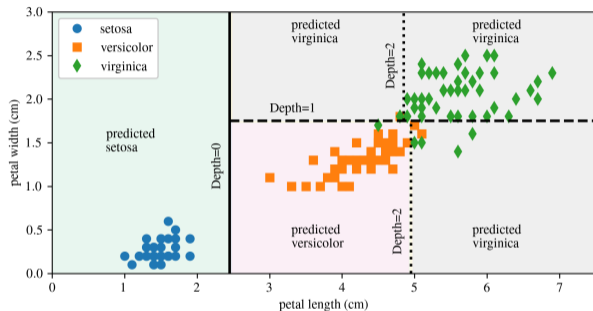 3.0
2.5
2.0
1.5
1.0
0.5
0.0
petal width (cm)
setosa
versicolor
virginica
predicted
virginica
predicted
virginica
Depth=2
Depth=1
predicted
setosa
Depth=0
predicted
versicolor
Depth=2
predicted
virginica
0
1
2
3
4
5
6
7
petal length (cm)